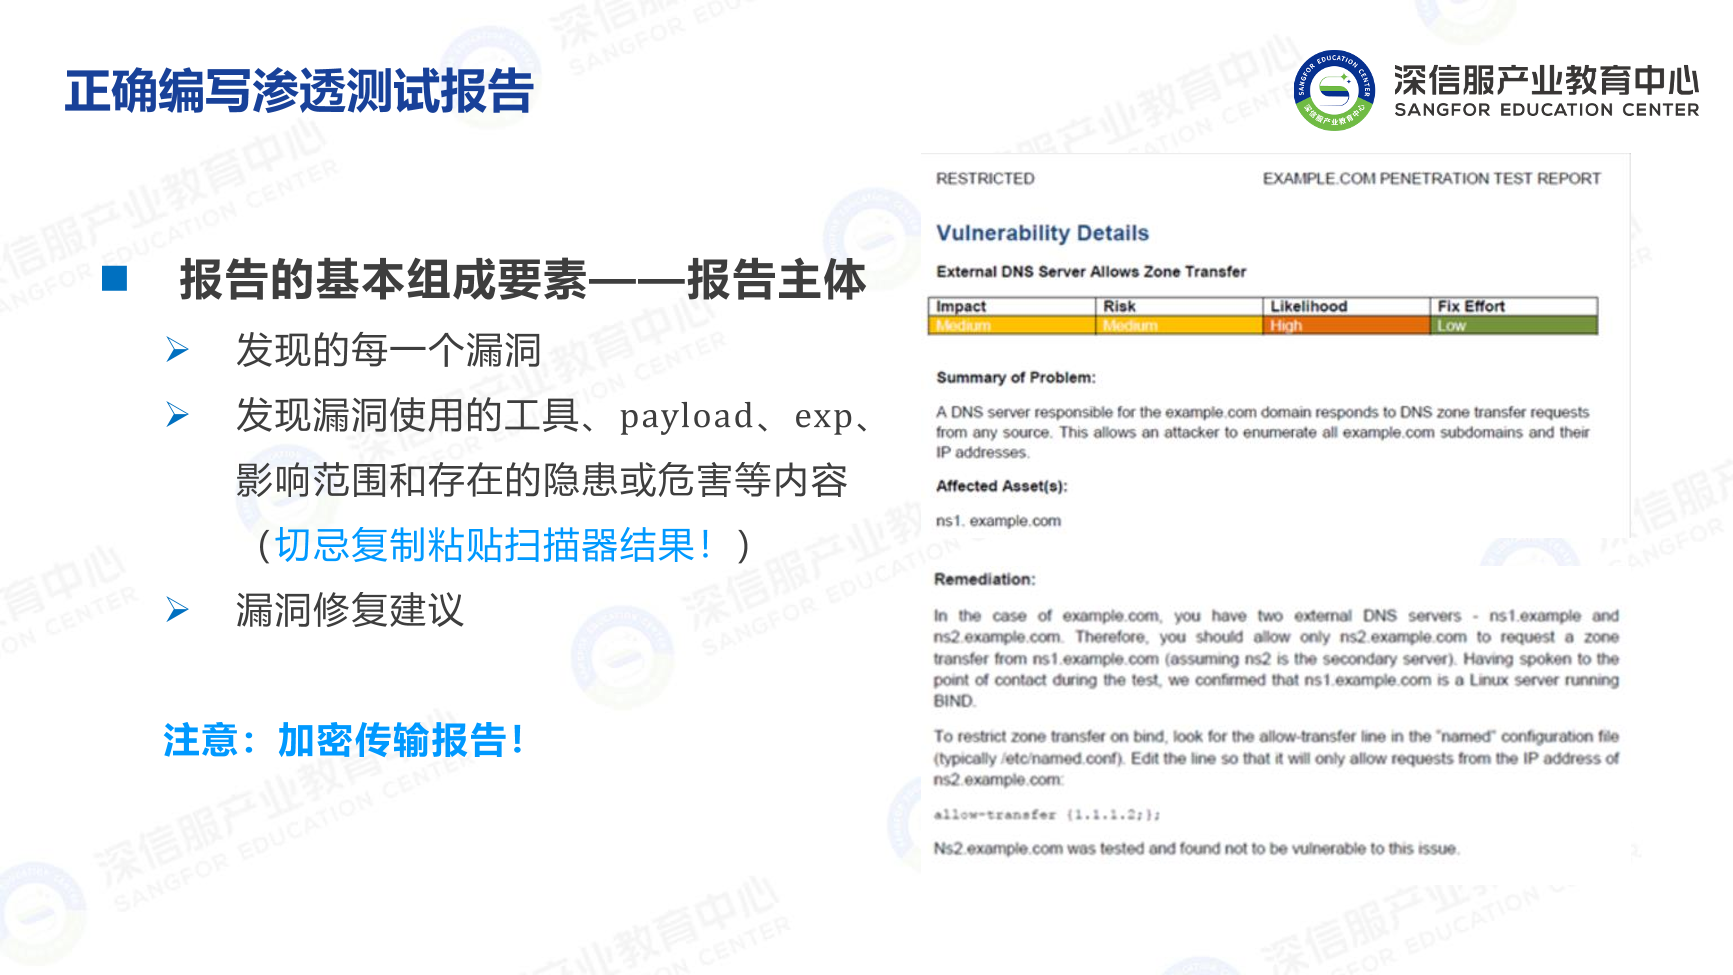 正确编写渗透测试报告
深信服产业教育中心
SANGFOR EDUCATION CENTER
报告的基本组成要素——报告主体
发现的每一个漏洞
发现漏洞使用的工具、payload、exp、
影响范围和存在的隐患或危害等内容
（切忌复制粘贴扫描器结果！）
漏洞修复建议
注意：加密传输报告！
RESTRICTED EXAMPLE.COM PENETRATION TEST REPORT
Vulnerability Details
External DNS Server Allows Zone Transfer
Impact Risk Likelihood Fix Effort
Medium Medium High Low
Summary of Problem:
A DNS server responsible for the example.com domain responds to DNS zone transfer requests
from any source. This allows an attacker to enumerate all example.com subdomains and their
IP addresses.
Affected Asset(s):
ns1. example.com
Remediation:
In the case of example.com, you have two external DNS servers - ns1.example and
ns2.example.com. Therefore, you should allow only ns2.example.com to request a zone
transfer from ns1.example.com (assuming ns2 is the secondary server). Having spoken to the
point of contact during the test, we confirmed that ns1.example.com is a Linux server running
BIND.
To restrict zone transfer on bind, look for the allow-transfer line in the "named" configuration file
(typically /etc/named.conf). Edit the line so that it will only allow requests from the IP address of
ns2.example.com:
allow-transfer {1.1.1.2;};
Ns2.example.com was tested and found not to be vulnerable to this issue.